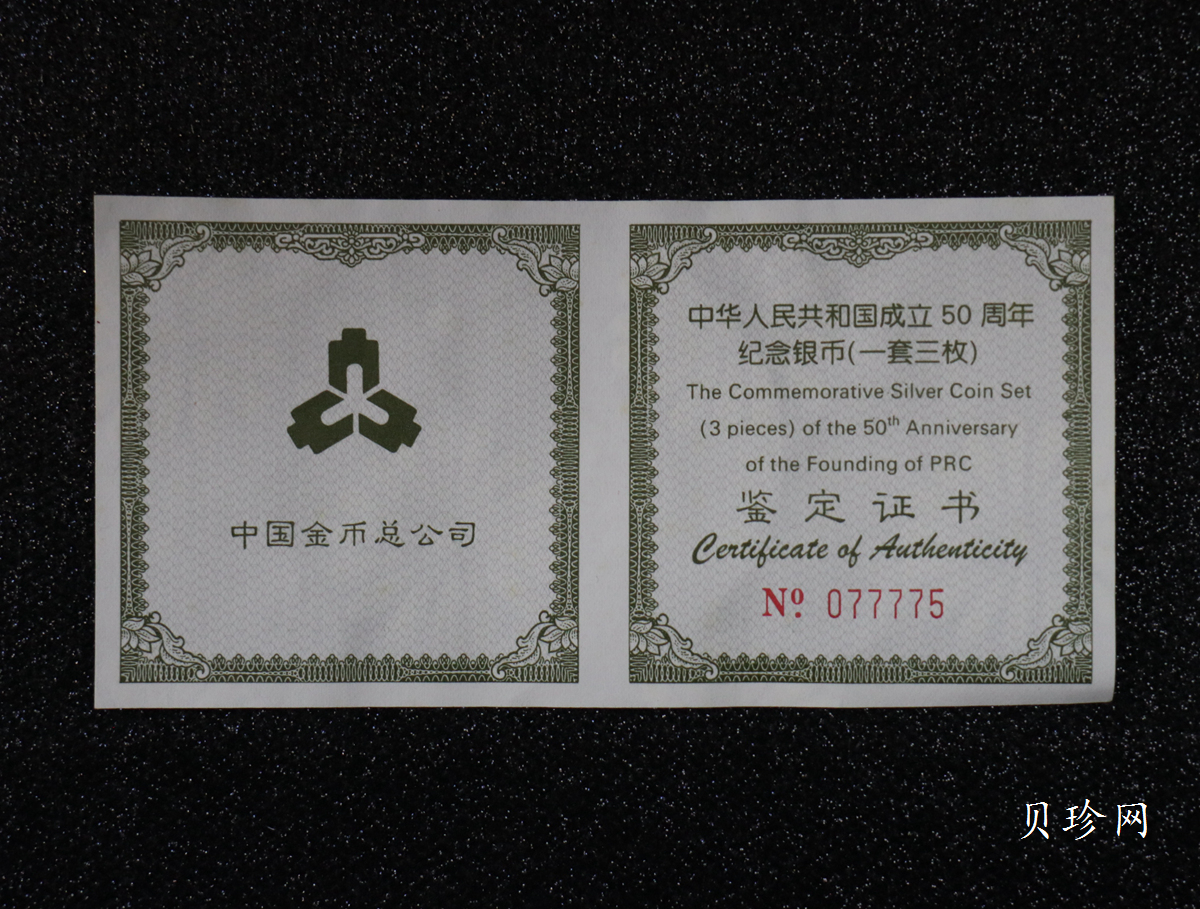 中国金币总公司
中华人民共和国成立 50 周年
纪念银币(一套三枚)
The Commemorative Silver Coin Set
(3 pieces) of the 50th Anniversary
of the Founding of PRC
鉴定证书
Certificate of Authenticity
Nº 077775
贝珍网